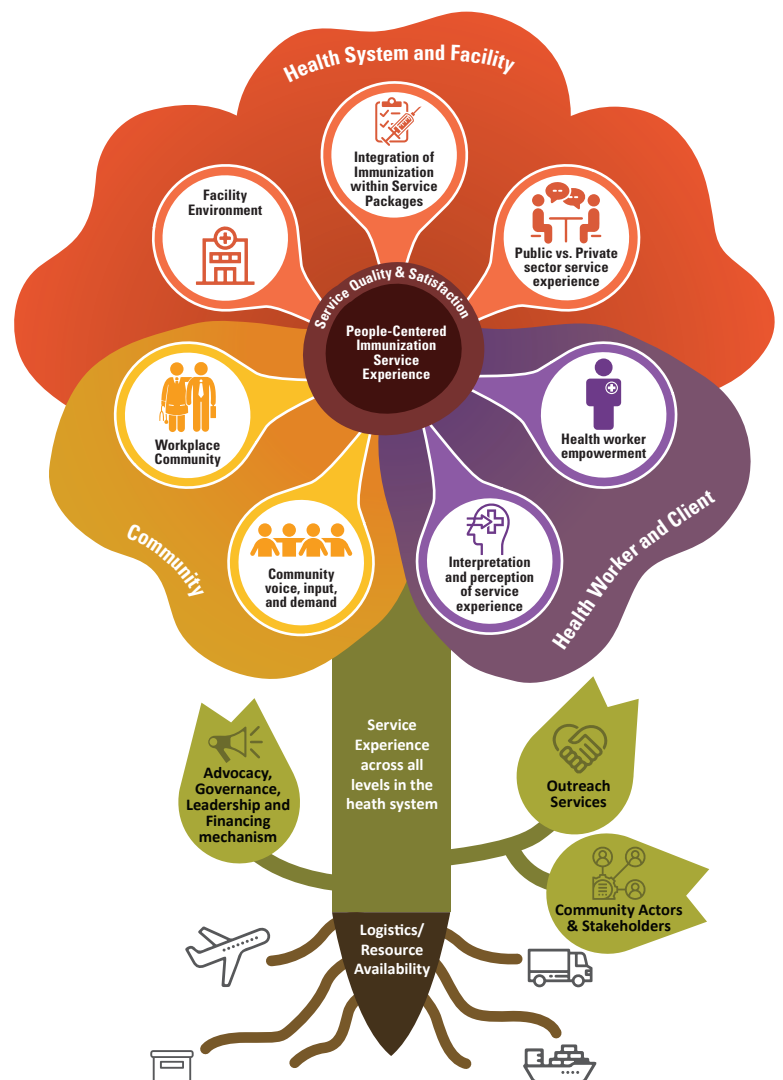 Health System and Facility
Integration of
Immunization
within Service
Packages
Facility
Environment
Public vs. Private
sector service
experience
Service Quality & Satisfaction
People-Centered
Immunization
Service
Experience
Workplace
Community
Health worker
empowerment
Community
Community
voice, input,
and demand
Interpretation
and perception
of service
experience
Health Worker and Client
Service
Experience
across all
levels in the
heath system
Advocacy,
Governance,
Leadership and
Financing
mechanism
Outreach
Services
Community Actors
& Stakeholders
Logistics/
Resource
Availability